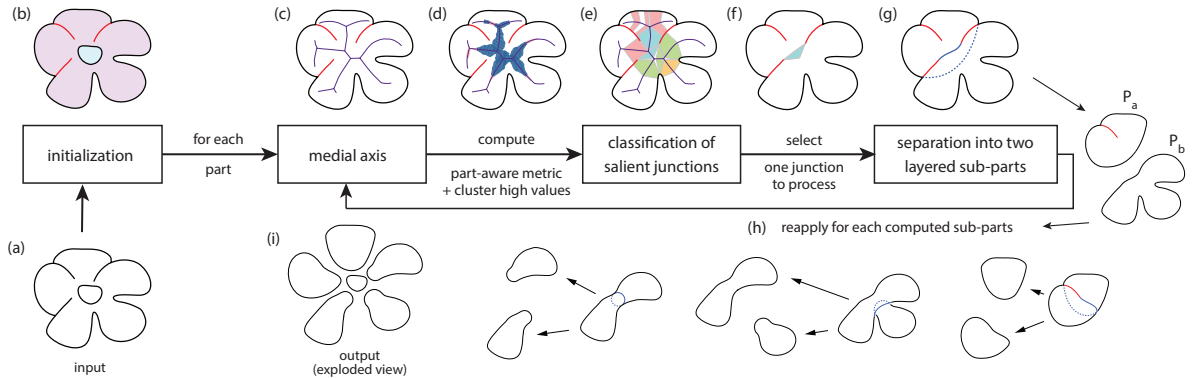 (b)
(c)
(d)
(e)
(f)
(g)
P_a
P_b
initialization
for each
part
medial axis
compute
part-aware metric
+ cluster high values
classification of
salient junctions
select
one junction
to process
separation into two
layered sub-parts
(h)
reapply for each computed sub-parts
(a)
input
(i)
output
(exploded view)